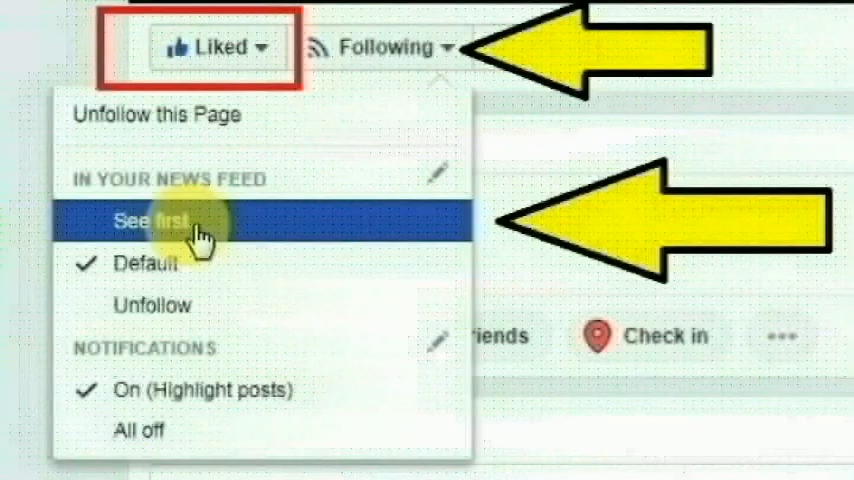 Liked Following
Unfollow this Page
IN YOUR NEWS FEED
See first
Default
Unfollow
riends Check in
NOTIFICATIONS
On (Highlight posts)
All off